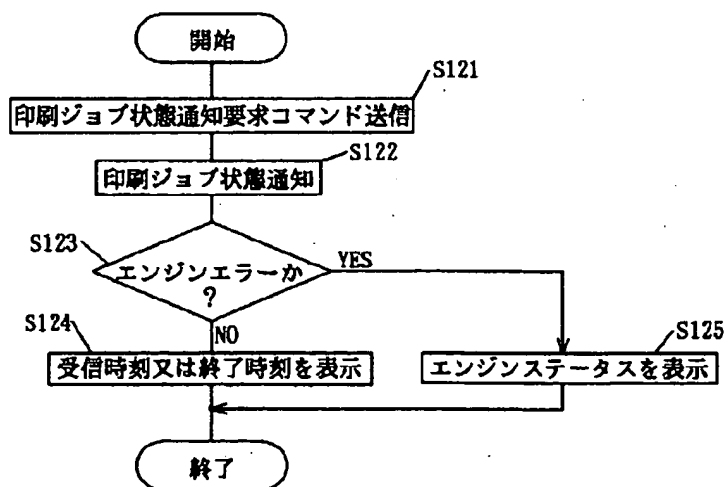 開始
S121
印刷ジョブ状態通知要求コマンド送信
S122
印刷ジョブ状態通知
S123
エンジンエラーか
?
YES
NO
S124
受信時刻又は終了時刻を表示
S125
エンジンステータスを表示
終了